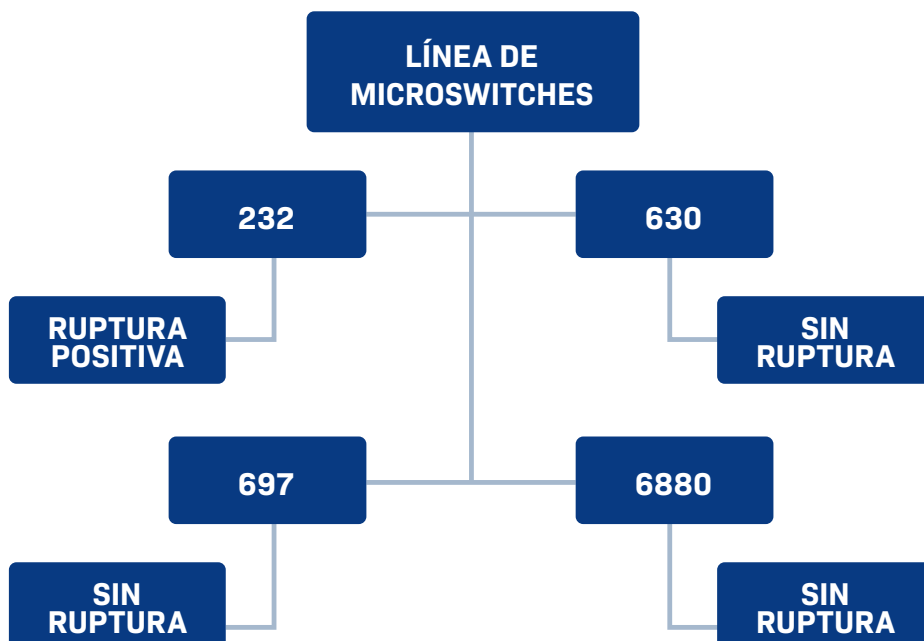 LÍNEA DE
MICROSWITCHES
232
630
RUPTURA
POSITIVA
SIN
RUPTURA
697
6880
SIN
RUPTURA
SIN
RUPTURA